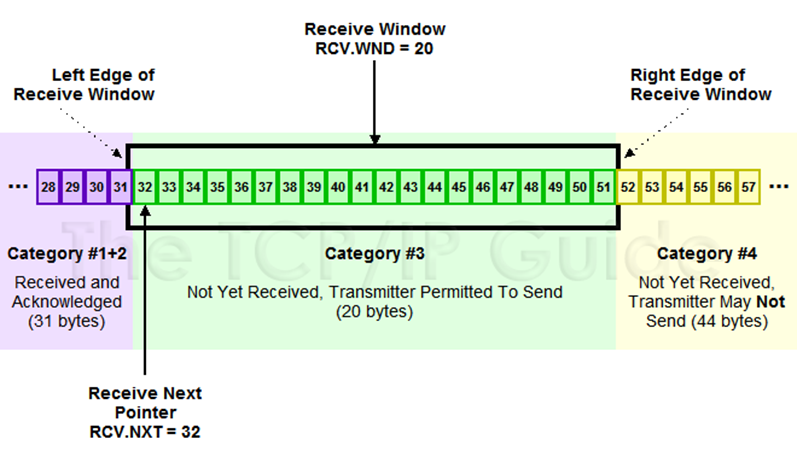 Receive Window
RCV.WND = 20
Left Edge of
Receive Window
Right Edge of
Receive Window
... 28 29 30 31 32 33 34 35 36 37 38 39 40 41 42 43 44 45 46 47 48 49 50 51 52 53 54 55 56 57 ...
The TCP/IP Guide
Category #1+2
Received and
Acknowledged
(31 bytes)
Category #3
Not Yet Received, Transmitter Permitted To Send
(20 bytes)
Category #4
Not Yet Received,
Transmitter May Not
Send (44 bytes)
Receive Next
Pointer
RCV.NXT = 32